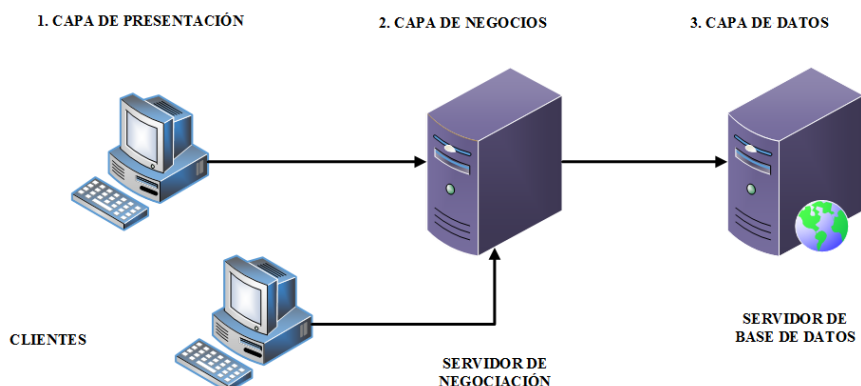 1. CAPA DE PRESENTACIÓN
2. CAPA DE NEGOCIOS
3. CAPA DE DATOS
CLIENTES
SERVIDOR DE
NEGOCIACIÓN
SERVIDOR DE
BASE DE DATOS